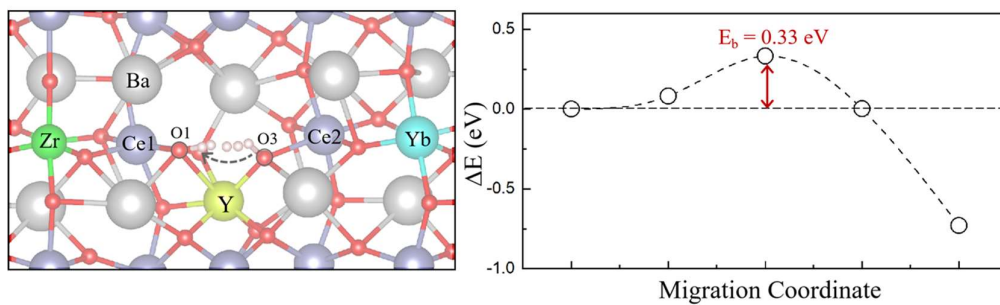 Ba
O1
O3
Zr
Ce1
Ce2
Yb
Y
0.5
E_b = 0.33 eV
0.0
ΔE (eV)
-0.5
-1.0
Migration Coordinate